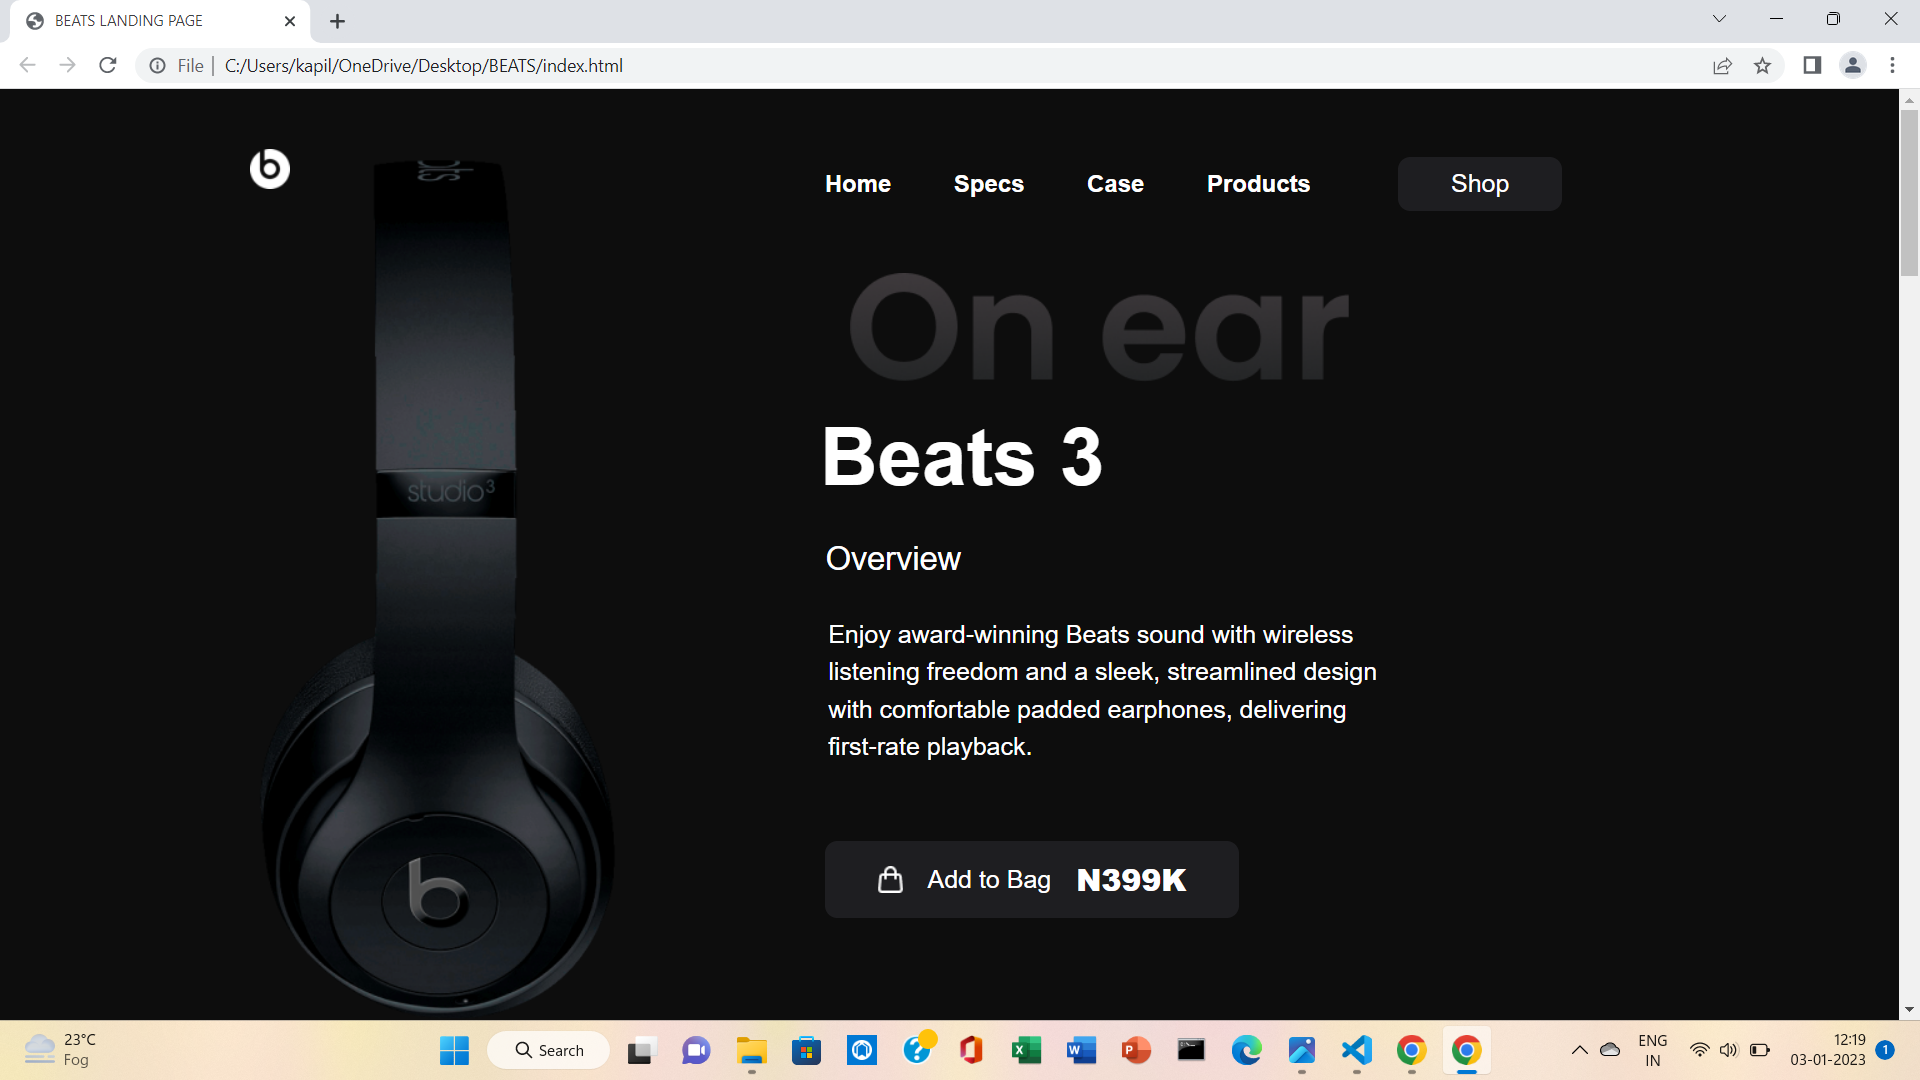 BEATS LANDING PAGE
File
C:/Users/kapil/OneDrive/Desktop/BEATS/index.html
b
Home
Specs
Case
Products
Shop
On ear
Beats 3
studio3
Overview
Enjoy award-winning Beats sound with wireless
listening freedom and a sleek, streamlined design
with comfortable padded earphones, delivering
first-rate playback.
Add to Bag N399K
b
23°C
Fog
Search
ENG
IN
12:19
03-01-2023
1